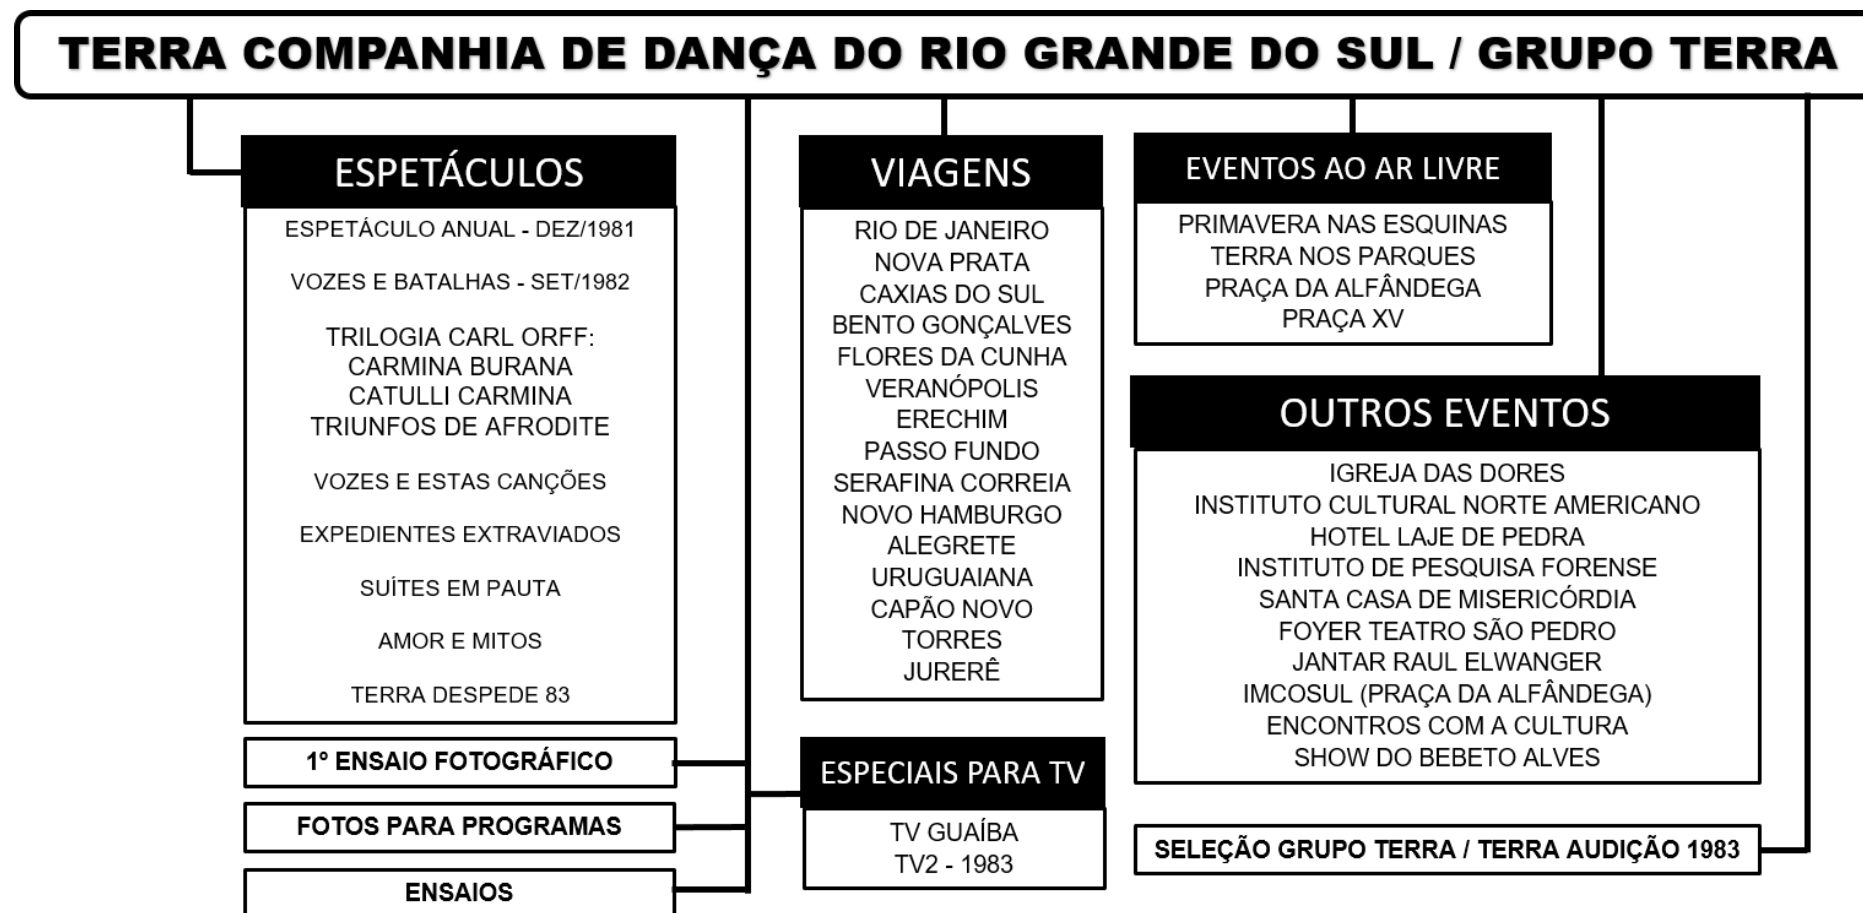 TERRA COMPANHIA DE DANÇA DO RIO GRANDE DO SUL / GRUPO TERRA
ESPETÁCULOS
ESPETÁCULO ANUAL - DEZ/1981
VOZES E BATALHAS - SET/1982
TRILOGIA CARL ORFF:
CARMINA BURANA
CATULLI CARMINA
TRIUNFOS DE AFRODITE
VOZES E ESTAS CANÇÕES
EXPEDIENTES EXTRAVIADOS
SUÍTES EM PAUTA
AMOR E MITOS
TERRA DESPEDE 83
1º ENSAIO FOTOGRÁFICO
FOTOS PARA PROGRAMAS
ENSAIOS
VIAGENS
RIO DE JANEIRO
NOVA PRATA
CAXIAS DO SUL
BENTO GONÇALVES
FLORES DA CUNHA
VERANÓPOLIS
ERECHIM
PASSO FUNDO
SERAFINA CORREIA
NOVO HAMBURGO
ALEGRETE
URUGUAIANA
CAPÃO NOVO
TORRES
JURERÊ
ESPECIAIS PARA TV
TV GUAÍBA
TV2 - 1983
EVENTOS AO AR LIVRE
PRIMAVERA NAS ESQUINAS
TERRA NOS PARQUES
PRAÇA DA ALFÂNDEGA
PRAÇA XV
OUTROS EVENTOS
IGREJA DAS DORES
INSTITUTO CULTURAL NORTE AMERICANO
HOTEL LAJE DE PEDRA
INSTITUTO DE PESQUISA FORENSE
SANTA CASA DE MISERICÓRDIA
FOYER TEATRO SÃO PEDRO
JANTAR RAUL ELWANGER
IMCOSUL (PRAÇA DA ALFÂNDEGA)
ENCONTROS COM A CULTURA
SHOW DO BEBETO ALVES
SELEÇÃO GRUPO TERRA / TERRA AUDIÇÃO 1983